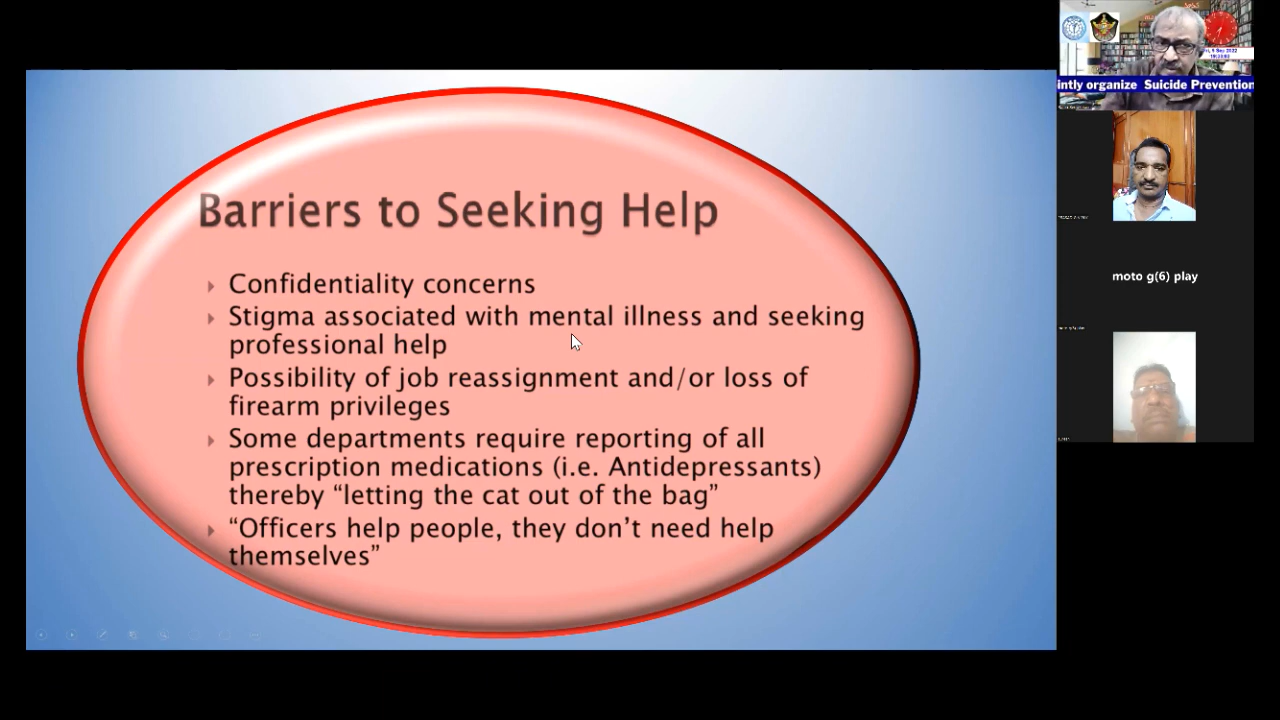 Barriers to Seeking Help
Confidentiality concerns
Stigma associated with mental illness and seeking
professional help
Possibility of job reassignment and/or loss of
firearm privileges
Some departments require reporting of all
prescription medications (i.e. Antidepressants)
thereby “letting the cat out of the bag”
“Officers help people, they don’t need help
themselves”
intly organize Suicide Prevention
moto g(6) play